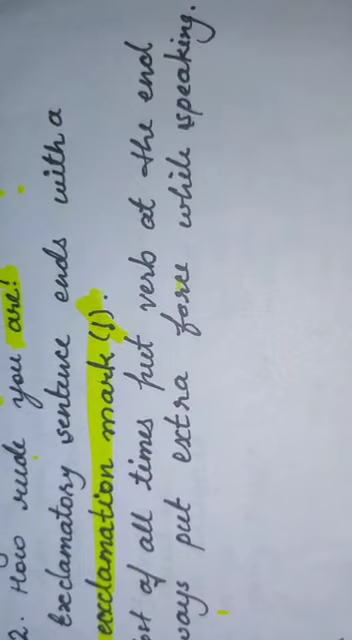 2. How rude you are!
Exclamatory sentence ends with a
exclamation mark (!).
of all times put verb at the end
put extra force while speaking.